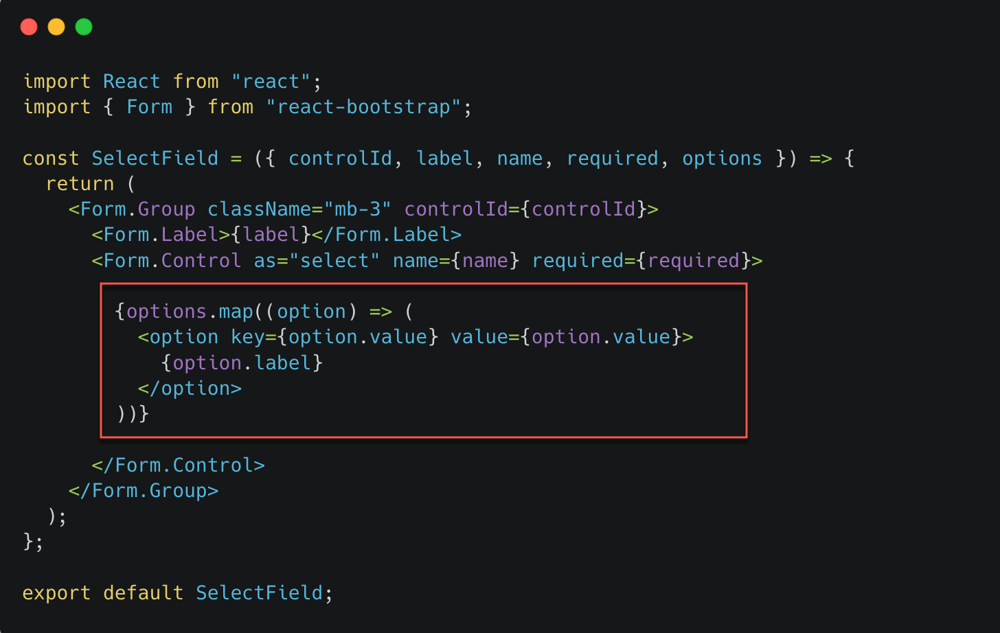 import React from "react";
import { Form } from "react-bootstrap";
const SelectField = ({ controlId, label, name, required, options }) => {
  return (
    <Form.Group className="mb-3" controlId={controlId}>
      <Form.Label>{label}</Form.Label>
      <Form.Control as="select" name={name} required={required}>
        {options.map((option) => (
          <option key={option.value} value={option.value}>
            {option.label}
          </option>
        ))}
      </Form.Control>
    </Form.Group>
  );
};
export default SelectField;